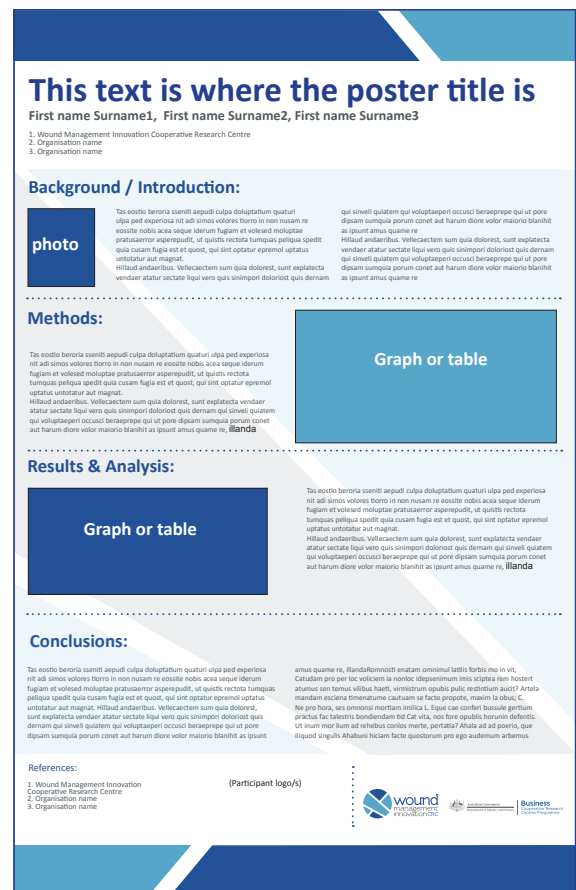 This text is where the poster title is
First name Surname1,  First name Surname2, First name Surname3
1. Wound Management Innovation Cooperative Research Centre
2. Organisation name
3. Organisation name
Background / Introduction:
photo
Tas eostio beroria sseniti aepudi culpa doluptatium quaturi
ulpa ped experiosa nit adi simos volores tiorro in non nusam re
eossite nobis acea seque iderum fugiam et volesed moluptae
pratusaerror asperepudit, ut quistis rectota tumquas peliqua spedit
quia cusam fugia est et quost, qui sint optatur epremol uptatus
untotatur aut magnat.
Hillaud andaeribus. Vellecaectem sum quia dolorest, sunt explatecta
vendaer atatur sectate liqui vero quis sinimpori doloriost quis dernam
qui sinveli quiatem qui voluptaeperi occusci beraeprepe qui ut pore
dipsam sumquia porum conet aut harum diore volor maiorio blanihit
as ipsunt amus quame re
Hillaud andaeribus. Vellecaectem sum quia dolorest, sunt explatecta
vendaer atatur sectate liqui vero quis sinimpori doloriost quis dernam
qui sinveli quiatem qui voluptaeperi occusci beraeprepe qui ut pore
dipsam sumquia porum conet aut harum diore volor maiorio blanihit
as ipsunt amus quame re
Methods:
Tas eostio beroria sseniti aepudi culpa doluptatium quaturi ulpa ped experiosa
nit adi simos volores tiorro in non nusam re eossite nobis acea seque iderum
fugiam et volesed moluptae pratusaerror asperepudit, ut quistis rectota
tumquas peliqua spedit quia cusam fugia est et quost, qui sint optatur epremol
uptatus untotatur aut magnat.
Hillaud andaeribus. Vellecaectem sum quia dolorest, sunt explatecta vendaer
atatur sectate liqui vero quis sinimpori doloriost quis dernam qui sinveli quiatem
qui voluptaeperi occusci beraeprepe qui ut pore dipsam sumquia porum conet
aut harum diore volor maiorio blanihit as ipsunt amus quame re, illanda
Graph or table
Results & Analysis:
Graph or table
Tas eostio beroria sseniti aepudi culpa doluptatium quaturi ulpa ped experiosa
nit adi simos volores tiorro in non nusam re eossite nobis acea seque iderum
fugiam et volesed moluptae pratusaerror asperepudit, ut quistis rectota
tumquas peliqua spedit quia cusam fugia est et quost, qui sint optatur epremol
uptatus untotatur aut magnat.
Hillaud andaeribus. Vellecaectem sum quia dolorest, sunt explatecta vendaer
atatur sectate liqui vero quis sinimpori doloriost quis dernam qui sinveli quiatem
qui voluptaeperi occusci beraeprepe qui ut pore dipsam sumquia porum conet
aut harum diore volor maiorio blanihit as ipsunt amus quame re, illanda
Conclusions:
Tas eostio beroria sseniti aepudi culpa doluptatium quaturi ulpa ped experiosa
nit adi simos volores tiorro in non nusam re eossite nobis acea seque iderum
fugiam et volesed moluptae pratusaerror asperepudit, ut quistis rectota tumquas
peliqua spedit quia cusam fugia est et quost, qui sint optatur epremol uptatus
untotatur aut magnat. Hillaud andaeribus. Vellecaectem sum quia dolorest,
sunt explatecta vendaer atatur sectate liqui vero quis sinimpori doloriost quis
dernam qui sinveli quiatem qui voluptaeperi occusci beraeprepe qui ut pore
dipsam sumquia porum conet aut harum diore volor maiorio blanihit as ipsunt
amus quame re, illandaRomnosti enatam omnimul latilis forbis mo in vit,
Catudam pro per loc voliciem ia nonloc idepsenimum imis sciptea rem hostert
atumus sen temus vilibus haeti, virmistrum opubis pulic restintium aucit? Artela
mandam esciena timenatume cautuam se facto propote, maxim la obus; C.
Ne pro hora, ses omnonsi mortiam imilica L. Eque cae conferi bussule gertium
practus fac talestris bondiendam tid Cat vita, nos fore opublis horunin defentis.
Ut inum mor lium ad rehebus conlos merte, pertatia? Ahala ad ad poerio, que
iliquod singulis Ahabuni hiciam facte quostorum pro ego audemum arbemus
References:
1. Wound Management Innovation
Cooperative Research Centre
2. Organisation name
3. Organisation name
(Participant logo/s)
wound
management
innovationCRC
Australian Government
Department of Industry and Science
Business
Cooperative Research
Centres Programme